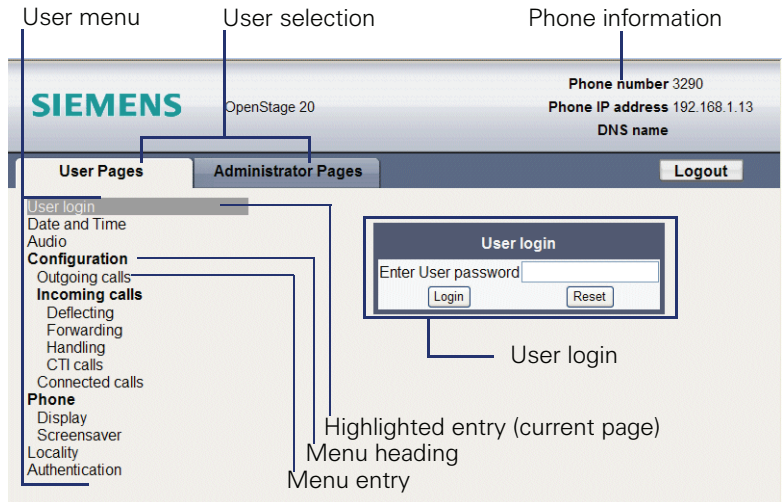 User menu
User selection
Phone information
SIEMENS
OpenStage 20
Phone number 3290
Phone IP address 192.168.1.13
DNS name
User Pages
Administrator Pages
Logout
User login
Date and Time
Audio
Configuration
Outgoing calls
Incoming calls
Deflecting
Forwarding
Handling
CTI calls
Connected calls
Phone
Display
Screensaver
Locality
Authentication
User login
Enter User password
Login
Reset
User login
Highlighted entry (current page)
Menu heading
Menu entry